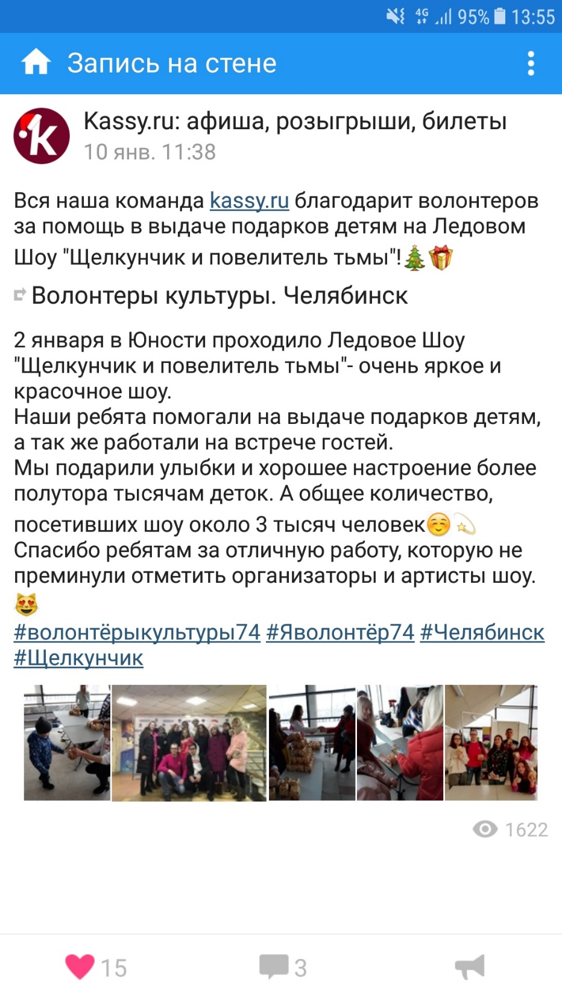 4G 95% 13:55
Запись на стене
Kassy.ru: афиша, розыгрыши, билеты
10 янв. 11:38
Вся наша команда kassy.ru благодарит волонтеров
за помощь в выдаче подарков детям на Ледовом
Шоу "Щелкунчик и повелитель тьмы"!🎄🎁
Волонтеры культуры. Челябинск
2 января в Юности проходило Ледовое Шоу
"Щелкунчик и повелитель тьмы"- очень яркое и
красочное шоу.
Наши ребята помогали на выдаче подарков детям,
а так же работали на встрече гостей.
Мы подарили улыбки и хорошее настроение более
полутора тысячам деток. А общее количество,
посетивших шоу около 3 тысяч человек☺️💫
Спасибо ребятам за отличную работу, которую не
преминули отметить организаторы и артисты шоу.
😻
#волонтёрыкультуры74 #Яволонтёр74 #Челябинск
#Щелкунчик
1622
15 3